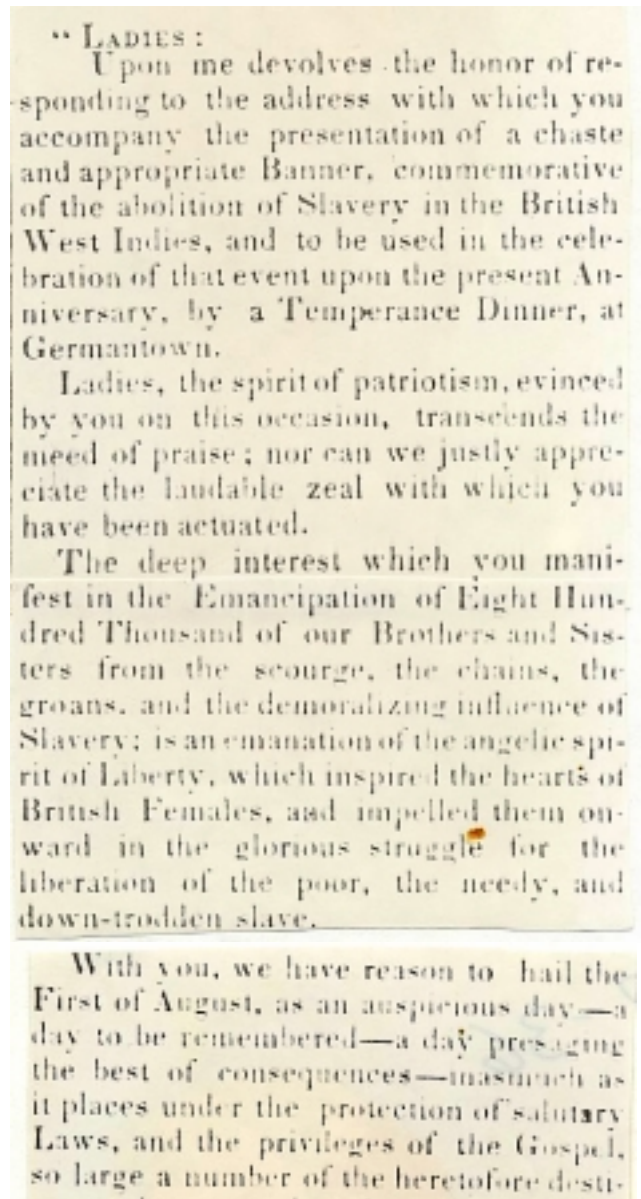 “ LADIES :
Upon me devolves the honor of re-
sponding to the address with which you
accompany the presentation of a chaste
and appropriate Banner, commemorative
of the abolition of Slavery in the British
West Indies, and to be used in the cele-
bration of that event upon the present An-
niversary, by a Temperance Dinner, at
Germantown.
Ladies, the spirit of patriotism, evinced
by you on this occasion, transcends the
meed of praise ; nor can we justly appre-
ciate the laudable zeal with which you
have been actuated.
The deep interest which you mani-
fest in the Emancipation of Eight Hun-
dred Thousand of our Brothers and Sis-
ters from the scourge, the chains, the
groans, and the demoralizing influence of
Slavery; is an emanation of the angelic spi-
rit of Liberty, which inspired the hearts of
British Females, and impelled them on-
ward in the glorious struggle for the
liberation of the poor, the needy, and
down-trodden slave.
With you, we have reason to hail the
First of August, as an auspicious day—a
day to be remembered—a day presaging
the best of consequences—inasmuch as
it places under the protection of salutary
Laws, and the privileges of the Gospel,
so large a number of the heretofore desti-